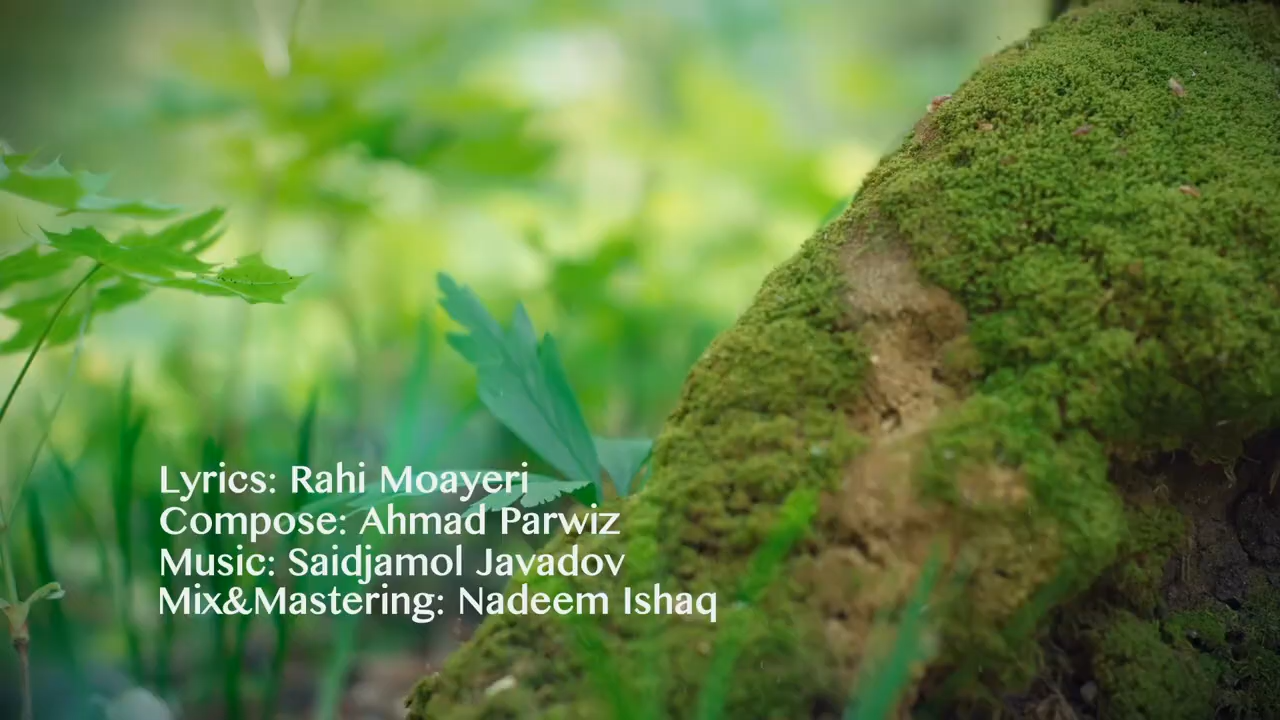 Lyrics: Rahi Moayeri
Compose: Ahmad Parwiz
Music: Saidjamol Javadov
Mix&Mastering: Nadeem Ishaq